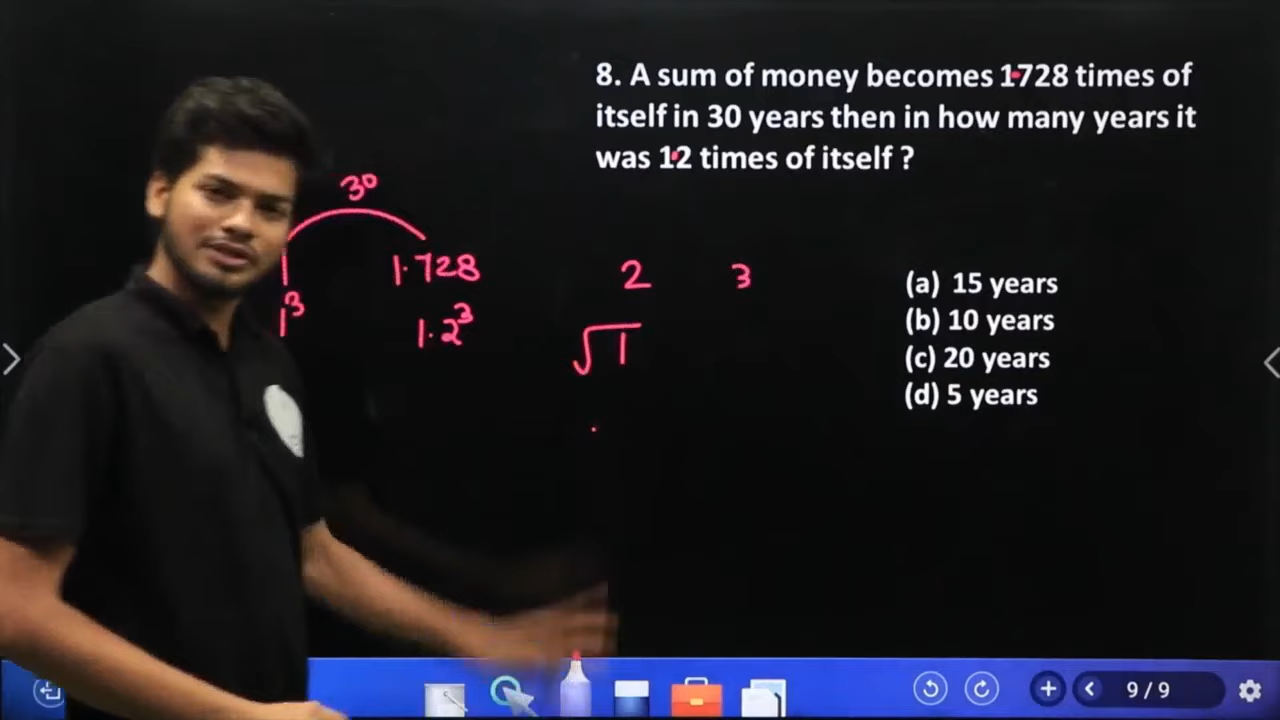 8. A sum of money becomes 1.728 times of
itself in 30 years then in how many years it
was 1.2 times of itself ?
30
1.728
2 3
(a) 15 years
1³
1.2³
√1
(b) 10 years
(c) 20 years
(d) 5 years
9 / 9